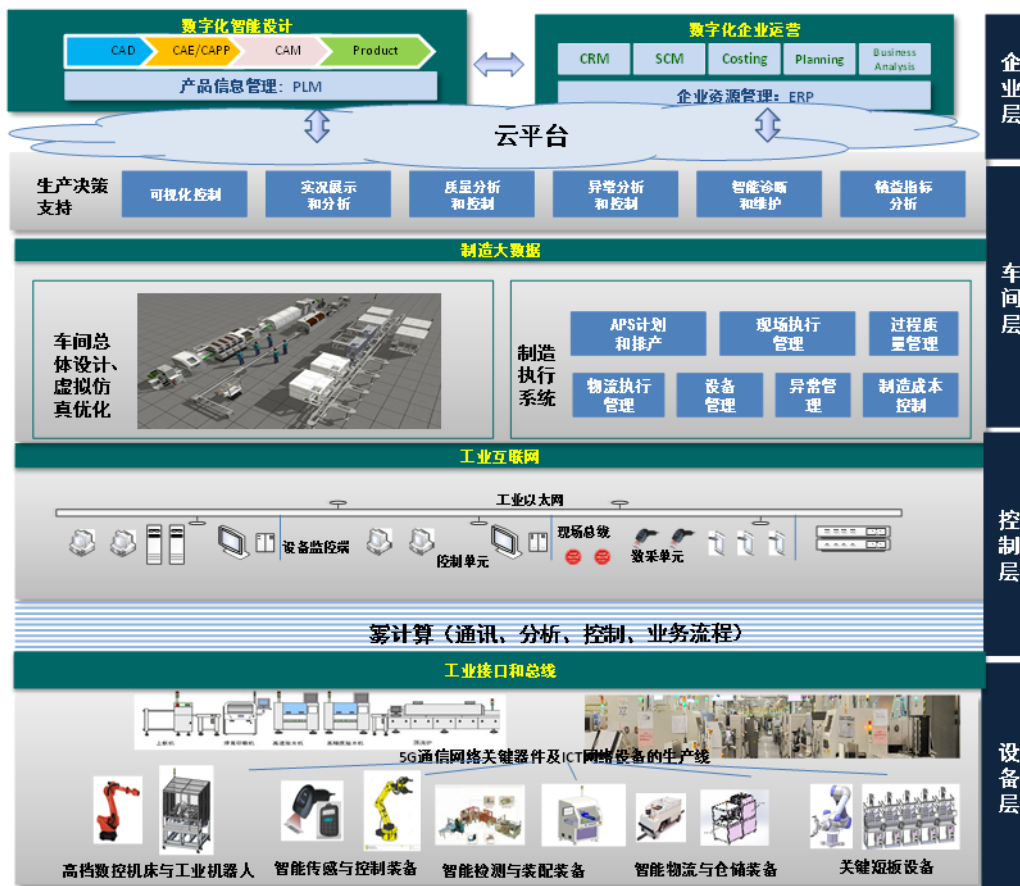 数字化智能设计
CAD
CAE/CAPP
CAM
Product
产品信息管理：PLM
数字化企业运营
CRM
SCM
Costing
Planning
Business
Analysis
企业资源管理：ERP
企
业
层
云平台
生产决策
支持
可视化控制
实况展示
和分析
质量分析
和控制
异常分析
和控制
智能诊断
和维护
精益指标
分析
制造大数据
车
间
层
车间总
体设计、
虚拟仿
真优化
制造
执行
系统
APS计划
和排产
现场执行
管理
过程质
量管理
物流执行
管理
设备
管理
异常管
理
制造成本
控制
工业互联网
工业以太网
设备监控端
控制单元
现场总线
数采单元
控
制
层
雾计算（通讯、分析、控制、业务流程）
工业接口和总线
上板机
高速贴片机
5G通信网络关键器件及ICT网络设备的生产线
设
备
层
高档数控机床与工业机器人
智能传感与控制装备
智能检测与装配装备
智能物流与仓储装备
关键短板设备